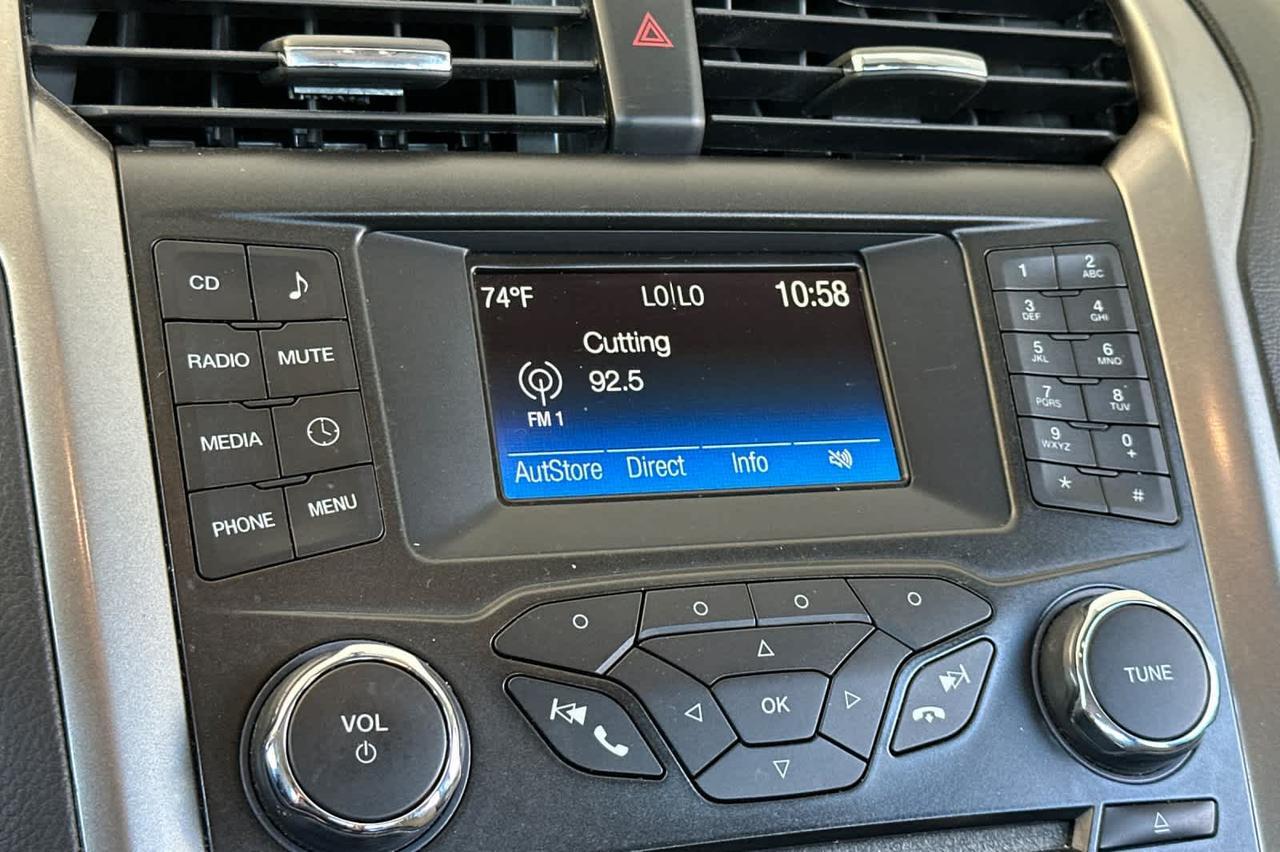 74°F LO|LO 10:58
Cutting
92.5
FM 1
AutStore Direct Info
CD
RADIO MUTE
MEDIA
PHONE MENU
1 2 ABC
3 DEF 4 GHI
5 JKL 6 MNO
7 PQRS 8 TUV
9 WXYZ 0 +
* #
VOL
OK
TUNE